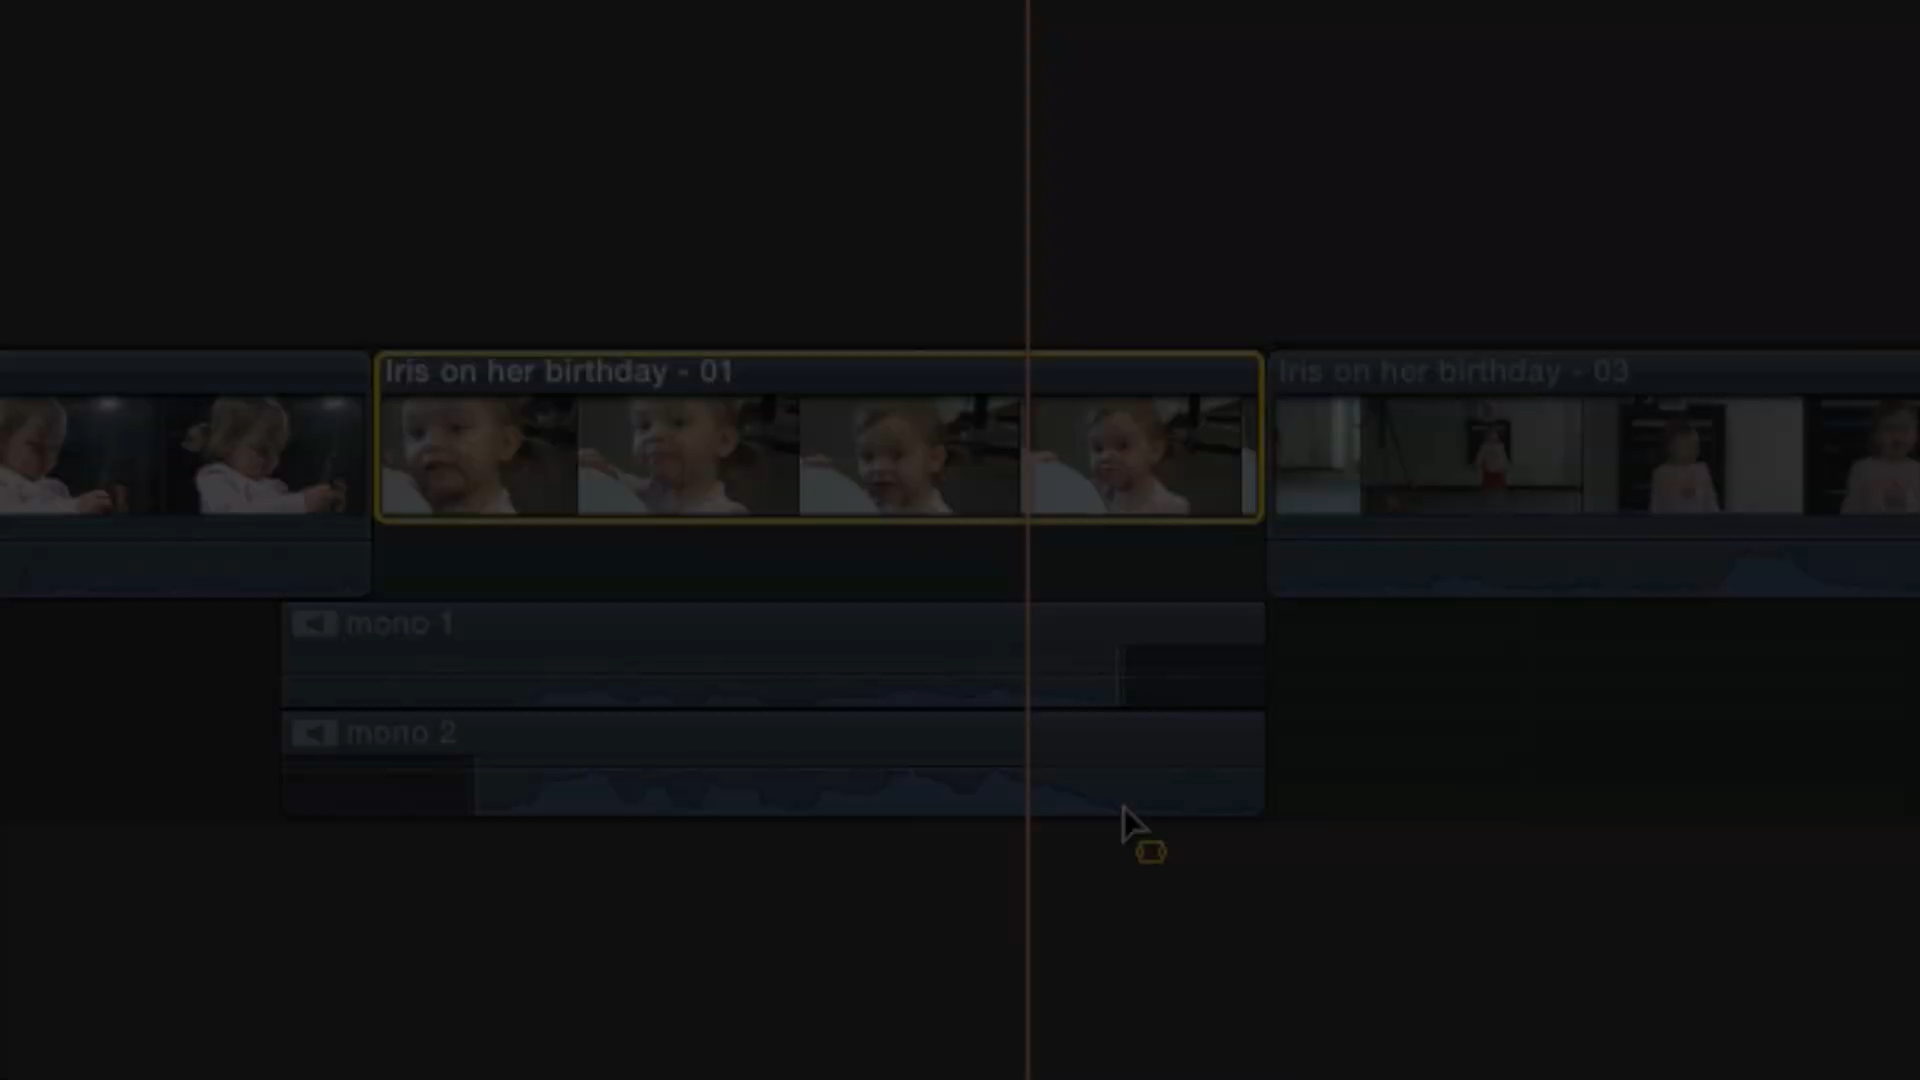 Iris on her birthday - 01
Iris on her birthday - 03
mono 1
mono 2